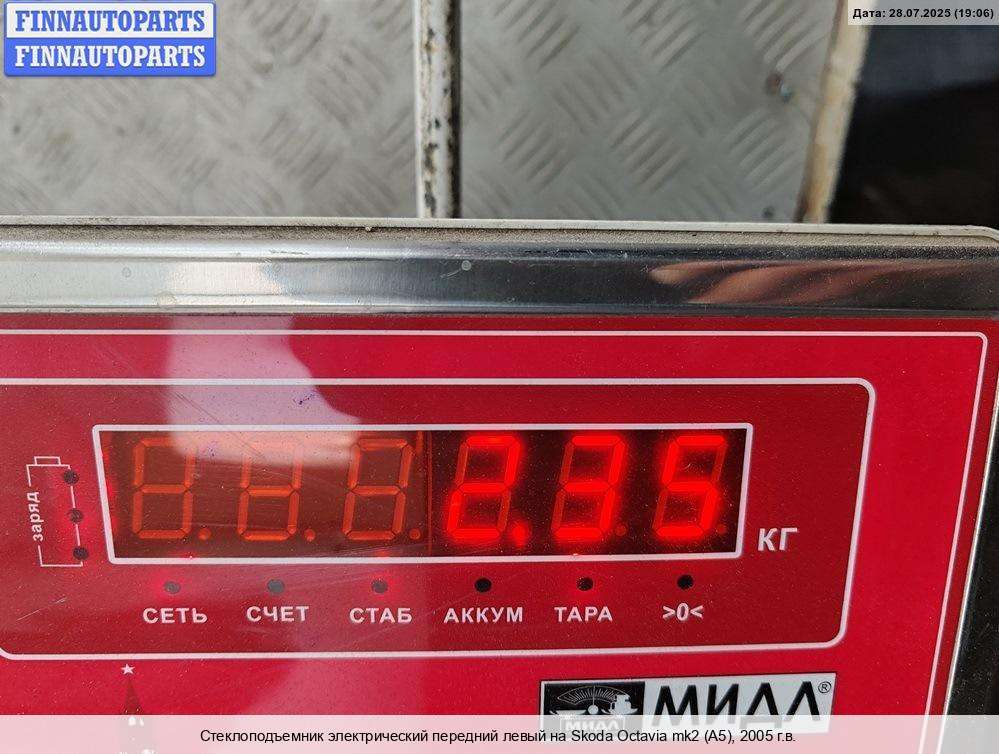 FINNAUTOPARTS
FINNAUTOPARTS
Дата: 28.07.2025 (19:06)
заряд
2.35
КГ
СЕТЬ СЧЕТ СТАБ АККУМ ТАРА >0<
МИДЛ®
МИДЛ
Стеклоподъемник электрический передний левый на Skoda Octavia mk2 (A5), 2005 г.в.